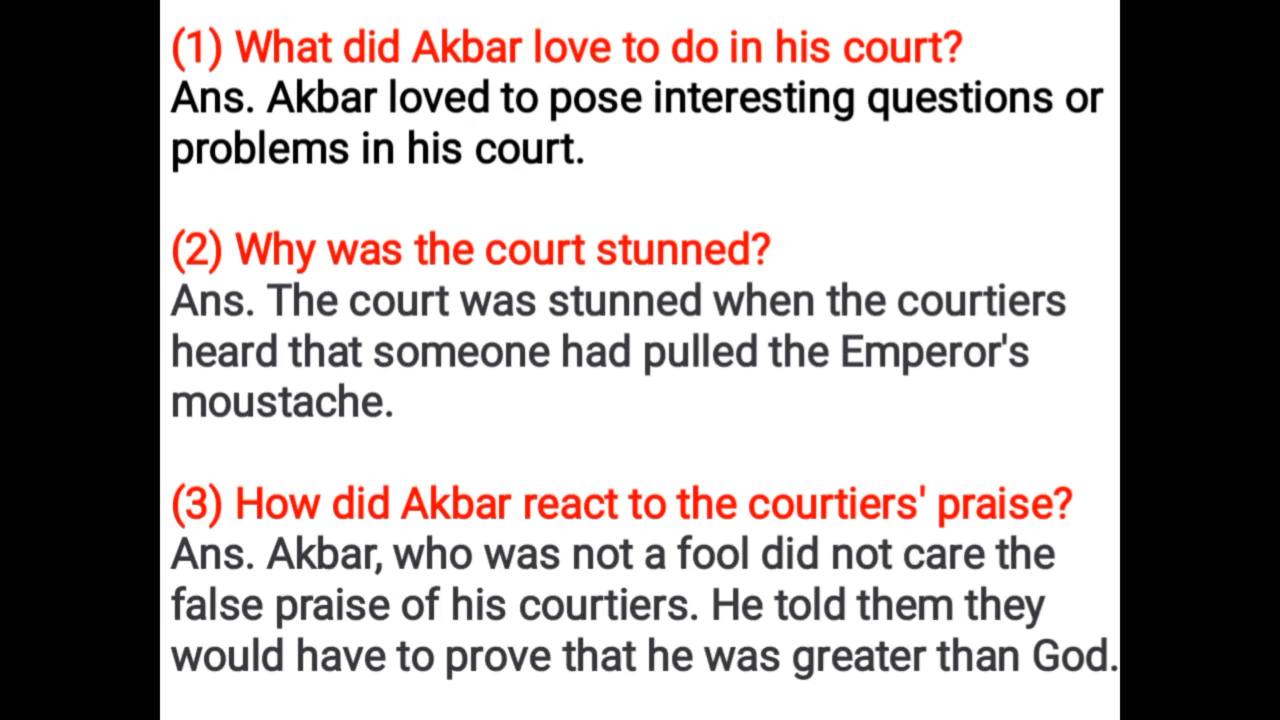 (1) What did Akbar love to do in his court?
Ans. Akbar loved to pose interesting questions or
problems in his court.
(2) Why was the court stunned?
Ans. The court was stunned when the courtiers
heard that someone had pulled the Emperor's
moustache.
(3) How did Akbar react to the courtiers' praise?
Ans. Akbar, who was not a fool did not care the
false praise of his courtiers. He told them they
would have to prove that he was greater than God.